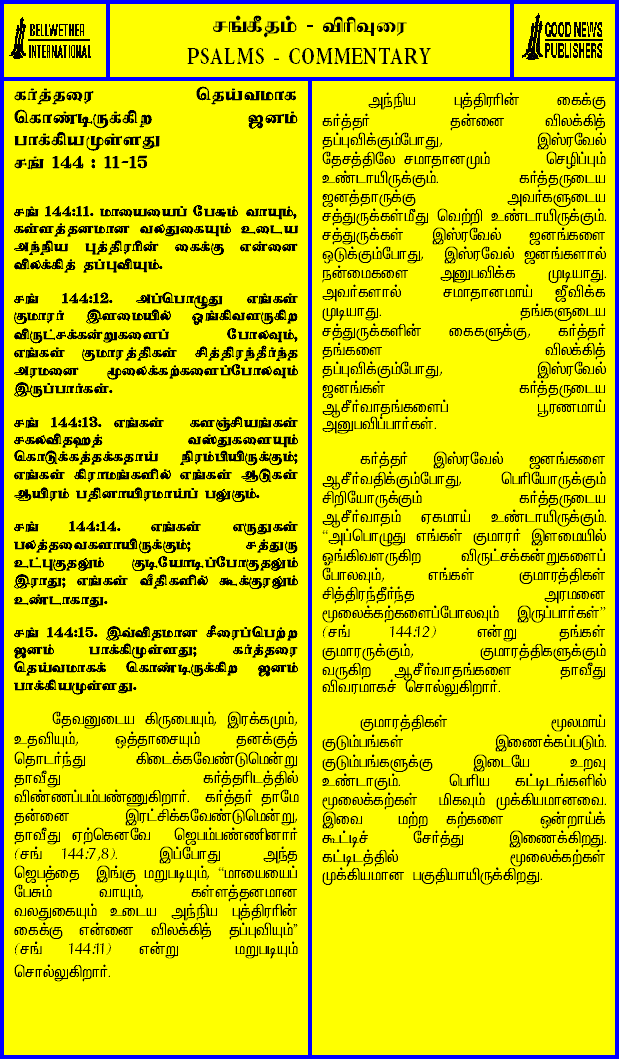 BELLWETHER
INTERNATIONAL
சங்கீதம் - விரிவுரை
PSALMS - COMMENTARY
GOOD NEWS
PUBLISHERS
கர்த்தரை தெய்வமாக
கொண்டிருக்கிற ஜனம்
பாக்கியமுள்ளது
சங் 144 : 11-15
சங் 144:11. மாயையைப் பேசும் வாயும்,
கள்ளத்தனமான வலதுகையும் உடைய
அந்நிய புத்திரரின் கைக்கு என்னை
விலக்கித் தப்புவியும்.
சங் 144:12. அப்பொழுது எங்கள்
குமாரர் இளமையில் ஓங்கிவளருகிற
விருட்சக்கன்றுகளைப் போலவும்,
எங்கள் குமாரத்திகள் சித்திரந்தீர்ந்த
அரமனை மூலைக்கற்களைப்போலவும்
இருப்பார்கள்.
சங் 144:13. எங்கள் களஞ்சியங்கள்
சகலவிதஹத் வஸ்துகளையும்
கொடுக்கத்தக்கதாய் நிரம்பியிருக்கும்;
எங்கள் கிராமங்களில் எங்கள் ஆடுகள்
ஆயிரம் பதினாயிரமாய்ப் பலுகும்.
சங் 144:14. எங்கள் எருதுகள்
பலத்தவைகளாயிருக்கும்; சத்துரு
உட்புகுதலும் குடியோடிப்போகுதலும்
இராது; எங்கள் வீதிகளில் கூக்குரலும்
உண்டாகாது.
சங் 144:15. இவ்விதமான சீரைப்பெற்ற
ஜனம் பாக்கிமுள்ளது; கர்த்தரை
தெய்வமாகக் கொண்டிருக்கிற ஜனம்
பாக்கியமுள்ளது.
தேவனுடைய கிருபையும், இரக்கமும்,
உதவியும், ஒத்தாசையும் தனக்குத்
தொடர்ந்து கிடைக்கவேண்டுமென்று
தாவீது கர்த்தரிடத்தில்
விண்ணப்பம்பண்ணுகிறார். கர்த்தர் தாமே
தன்னை இரட்சிக்கவேண்டுமென்று,
தாவீது ஏற்கெனவே ஜெபம்பண்ணினார்
(சங் 144:7,8). இப்போது அந்த
ஜெபத்தை இங்கு மறுபடியும், "மாயையைப்
பேசும் வாயும், கள்ளத்தனமான
வலதுகையும் உடைய அந்நிய புத்திரரின்
கைக்கு என்னை விலக்கித் தப்புவியும்"
(சங் 144:11) என்று மறுபடியும்
சொல்லுகிறார்.
அந்நிய புத்திரரின் கைக்கு
கர்த்தர் தன்னை விலக்கித்
தப்புவிக்கும்போது, இஸ்ரவேல்
தேசத்திலே சமாதானமும் செழிப்பும்
உண்டாயிருக்கும். கர்த்தருடைய
ஜனத்தாருக்கு அவர்களுடைய
சத்துருக்கள்மீது வெற்றி உண்டாயிருக்கும்.
சத்துருக்கள் இஸ்ரவேல் ஜனங்களை
ஒடுக்கும்போது, இஸ்ரவேல் ஜனங்களால்
நன்மைகளை அனுபவிக்க முடியாது.
அவர்களால் சமாதானமாய் ஜீவிக்க
முடியாது. தங்களுடைய
சத்துருக்களின் கைகளுக்கு, கர்த்தர்
தங்களை விலக்கித்
தப்புவிக்கும்போது, இஸ்ரவேல்
ஜனங்கள் கர்த்தருடைய
ஆசீர்வாதங்களைப் பூரணமாய்
அனுபவிப்பார்கள்.
கர்த்தர் இஸ்ரவேல் ஜனங்களை
ஆசீர்வதிக்கும்போது, பெரியோருக்கும்
சிறியோருக்கும் கர்த்தருடைய
ஆசீர்வாதம் ஏகமாய் உண்டாயிருக்கும்.
"அப்பொழுது எங்கள் குமாரர் இளமையில்
ஓங்கிவளருகிற விருட்சக்கன்றுகளைப்
போலவும், எங்கள் குமாரத்திகள்
சித்திரந்தீர்ந்த அரமனை
மூலைக்கற்களைப்போலவும் இருப்பார்கள்"
(சங் 144:12) என்று தங்கள்
குமாரருக்கும், குமாரத்திகளுக்கும்
வருகிற ஆசீர்வாதங்களை தாவீது
விவரமாகச் சொல்லுகிறார்.
குமாரத்திகள் மூலமாய்
குடும்பங்கள் இணைக்கப்படும்.
குடும்பங்களுக்கு இடையே உறவு
உண்டாகும். பெரிய கட்டிடங்களில்
மூலைக்கற்கள் மிகவும் முக்கியமானவை.
இவை மற்ற கற்களை ஒன்றாய்க்
கூட்டிச் சேர்த்து இணைக்கிறது.
கட்டிடத்தில் மூலைக்கற்கள்
முக்கியமான பகுதியாயிருக்கிறது.